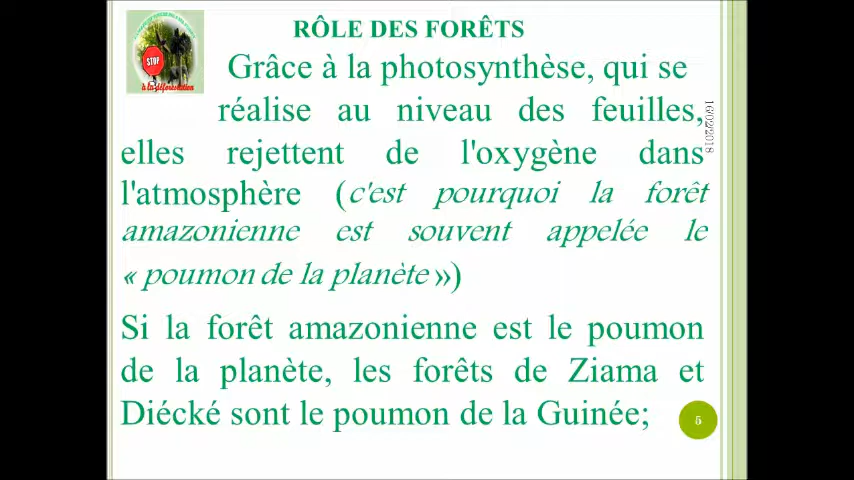 RÔLE DES FORÊTS
STOP
à la déforestation
Grâce à la photosynthèse, qui se
réalise au niveau des feuilles,
elles rejettent de l'oxygène dans
l'atmosphère (c'est pourquoi la forêt
amazonienne est souvent appelée le
« poumon de la planète »)
Si la forêt amazonienne est le poumon
de la planète, les forêts de Ziama et
Diécké sont le poumon de la Guinée;
16/02/2018
5